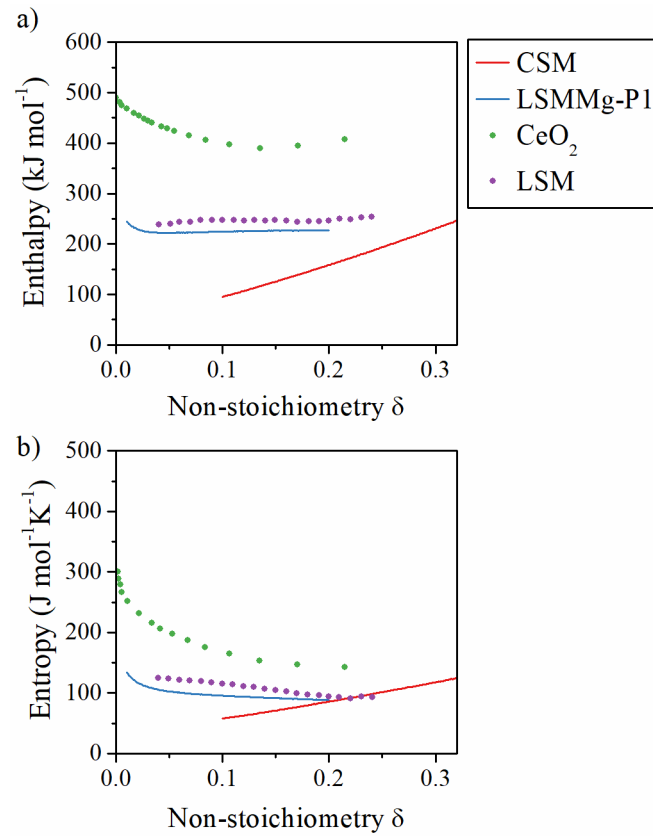 a)
600
500
400
300
200
100
0
Enthalpy (kJ mol⁻¹)
0.0 0.1 0.2 0.3
Non-stoichiometry δ
CSM
LSMMg-P1
CeO₂
LSM
b)
500
400
300
200
100
0
Entropy (J mol⁻¹K⁻¹)
0.0 0.1 0.2 0.3
Non-stoichiometry δ